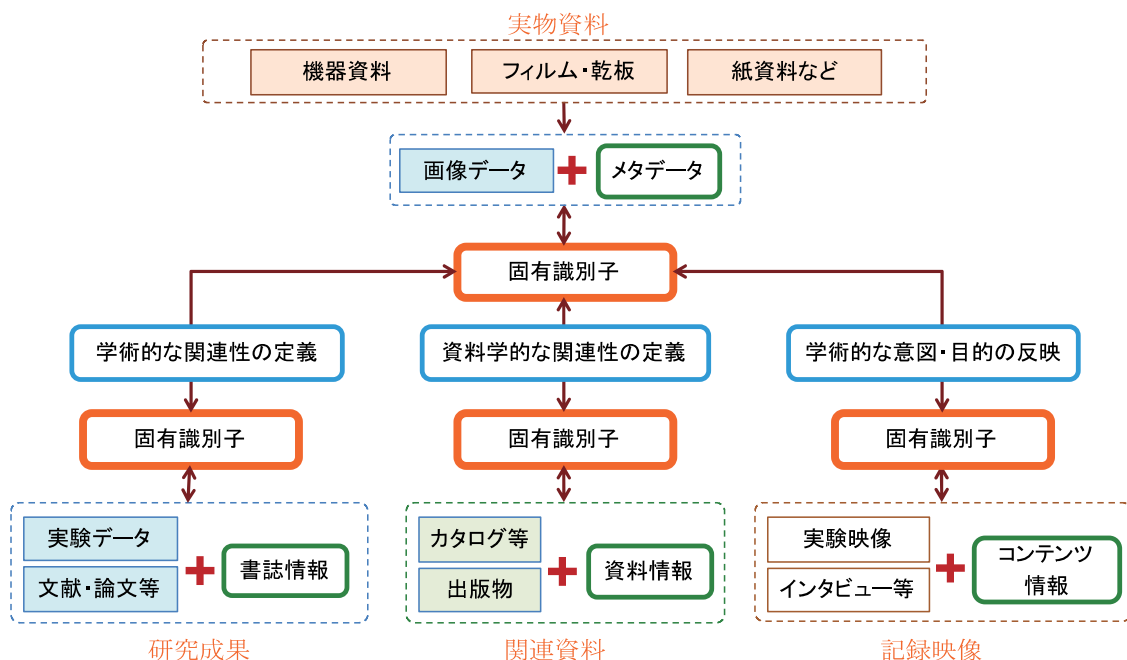 実物資料
機器資料
フィルム・乾板
紙資料など
画像データ
メタデータ
固有識別子
学術的な関連性の定義
資料学的な関連性の定義
学術的な意図・目的の反映
固有識別子
固有識別子
固有識別子
実験データ
文献・論文等
書誌情報
カタログ等
出版物
資料情報
実験映像
インタビュー等
コンテンツ
情報
研究成果
関連資料
記録映像